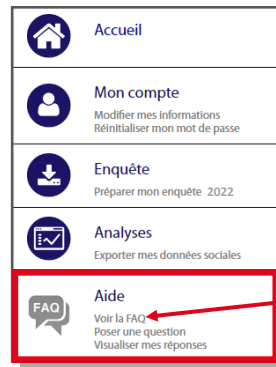 Accueil
Mon compte
Modifier mes informations
Réinitialiser mon mot de passe
Enquête
Préparer mon enquête 2022
Analyses
Exporter mes données sociales
FAQ
Aide
Voir la FAQ
Poser une question
Visualiser mes réponses